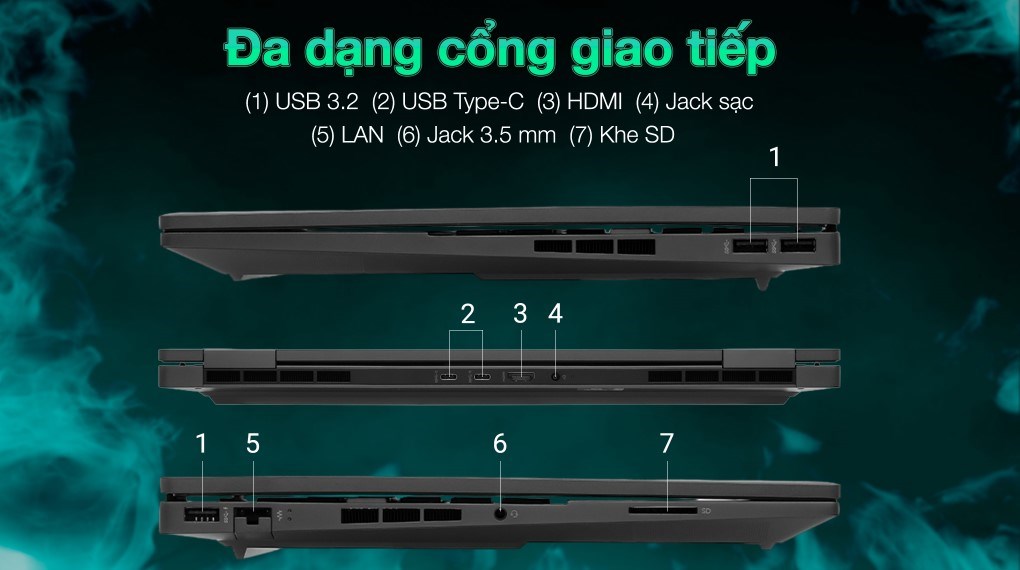 Đa dạng cổng giao tiếp
(1) USB 3.2 (2) USB Type-C (3) HDMI (4) Jack sạc
(5) LAN (6) Jack 3.5 mm (7) Khe SD
1
2 3 4
1 5 6 7
SD